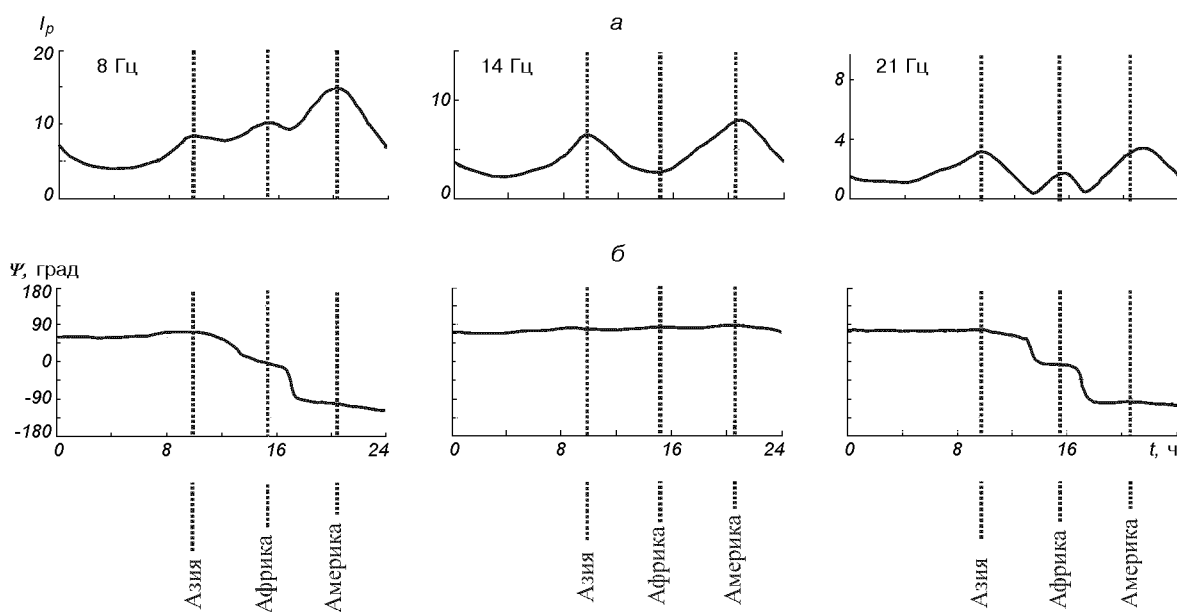 I_p
а
20
10
0
8 Гц
10
0
14 Гц
8
4
0
21 Гц
б
Ψ, град
180
90
0
-90
-180
0
8
16
24
0
8
16
24
0
8
16
t, ч
Азия
Африка
Америка
Азия
Африка
Америка
Азия
Африка
Америка